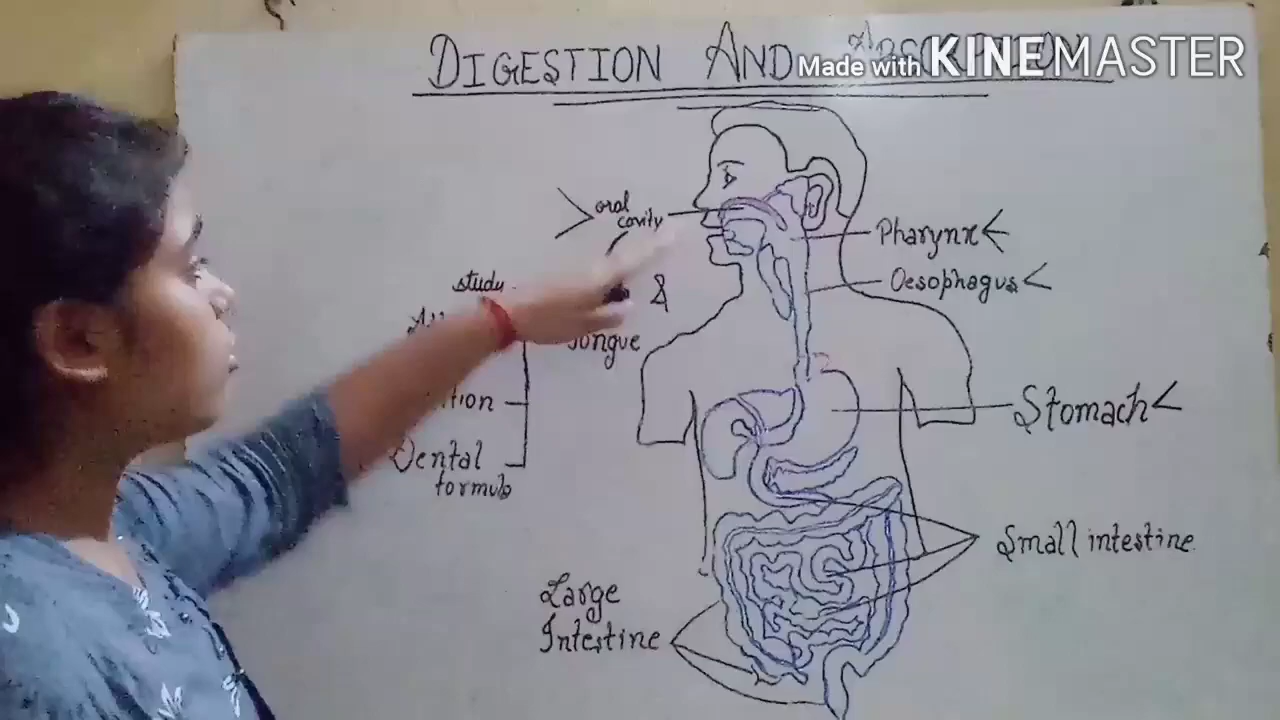 DIGESTION AND
Made with KINEMASTER
oral
cavity
Pharynx
study
&
Oesophagus
Tongue
Stomach
Dental
formula
Small intestine
Large
Intestine